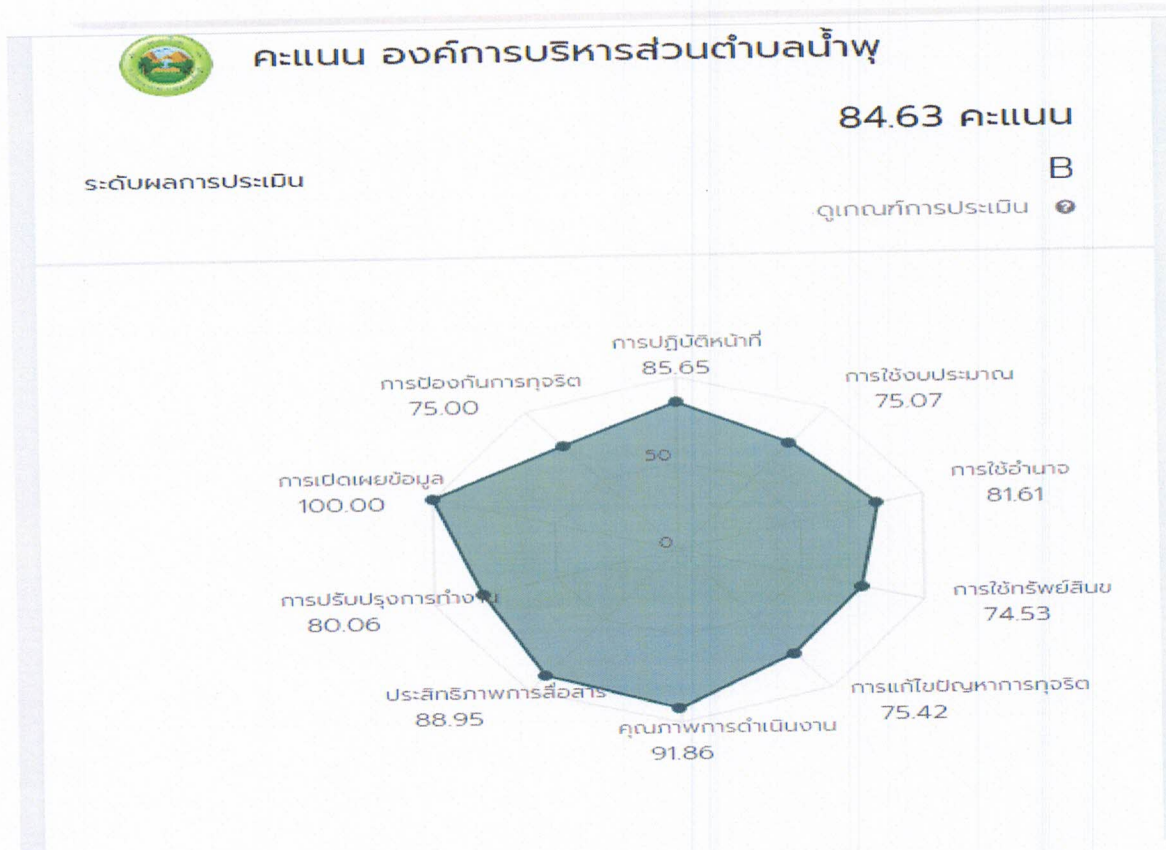 คะแนน องค์การบริหารส่วนตำบลน้ำพุ
84.63 คะแนน
ระดับผลการประเมิน
B
ดูเกณฑ์การประเมิน
การปฏิบัติหน้าที่
85.65
การใช้งบประมาณ
75.07
การใช้อำนาจ
81.61
การใช้ทรัพย์สินข
74.53
การแก้ไขปัญหาการทุจริต
75.42
คุณภาพการดำเนินงาน
91.86
ประสิทธิภาพการสื่อสาร
88.95
การปรับปรุงการทำงาน
80.06
การเปิดเผยข้อมูล
100.00
การป้องกันการทุจริต
75.00
50
0